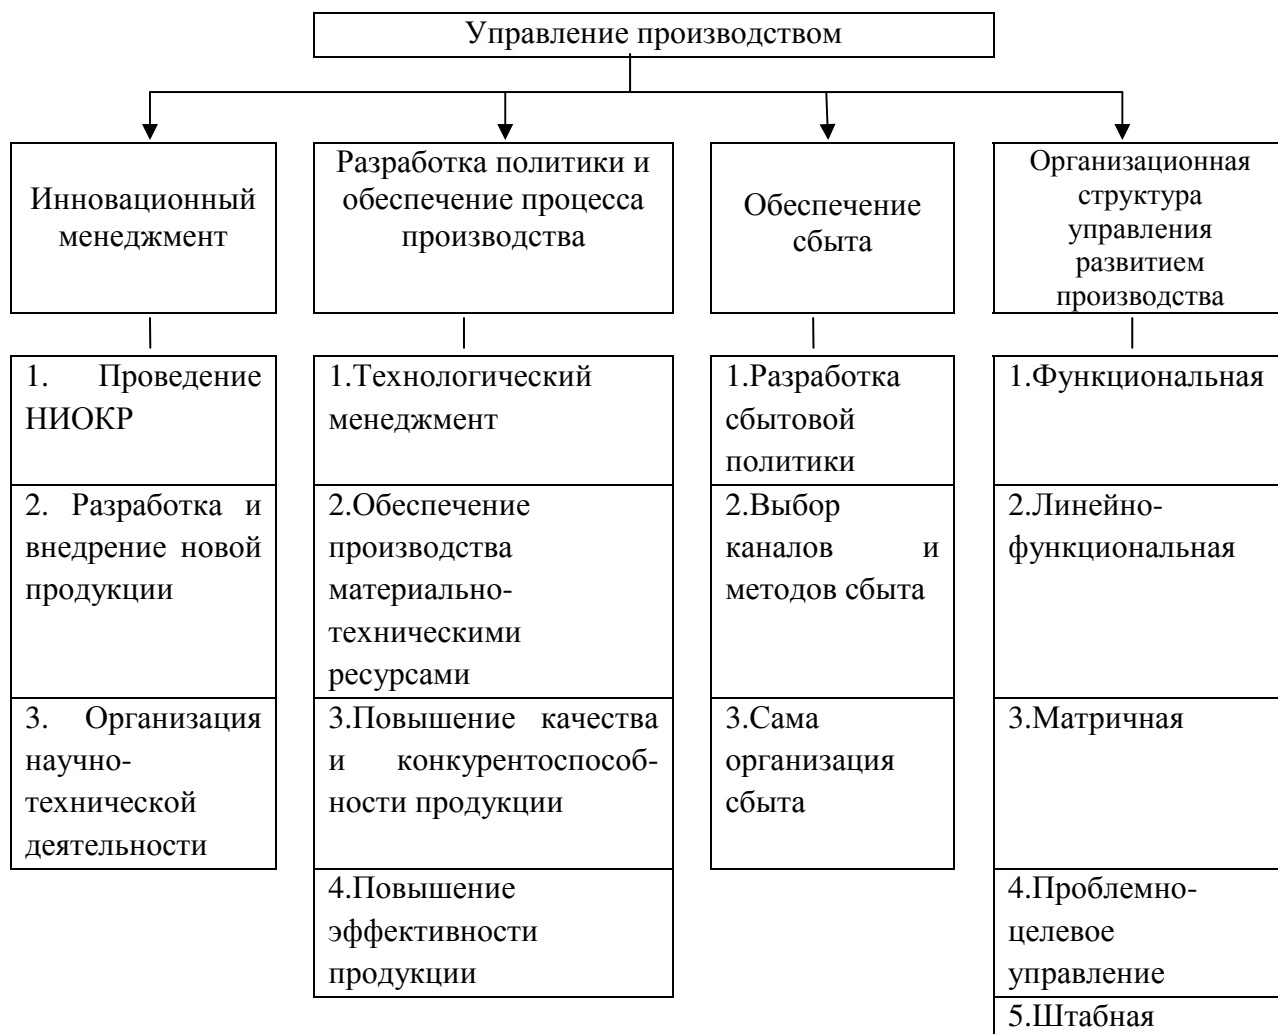 Управление производством
Инновационный
менеджмент
Разработка политики и
обеспечение процесса
производства
Обеспечение
сбыта
Организационная
структура
управления
развитием
производства
1. Проведение
НИОКР
2. Разработка и
внедрение новой
продукции
3. Организация
научно-
технической
деятельности
1.Технологический
менеджмент
2.Обеспечение
производства
материально-
техническими
ресурсами
3.Повышение качества
и конкурентоспособ-
ности продукции
4.Повышение
эффективности
продукции
1.Разработка
сбытовой
политики
2.Выбор
каналов и
методов сбыта
3.Сама
организация
сбыта
1.Функциональная
2.Линейно-
функциональная
3.Матричная
4.Проблемно-
целевое
управление
5.Штабная